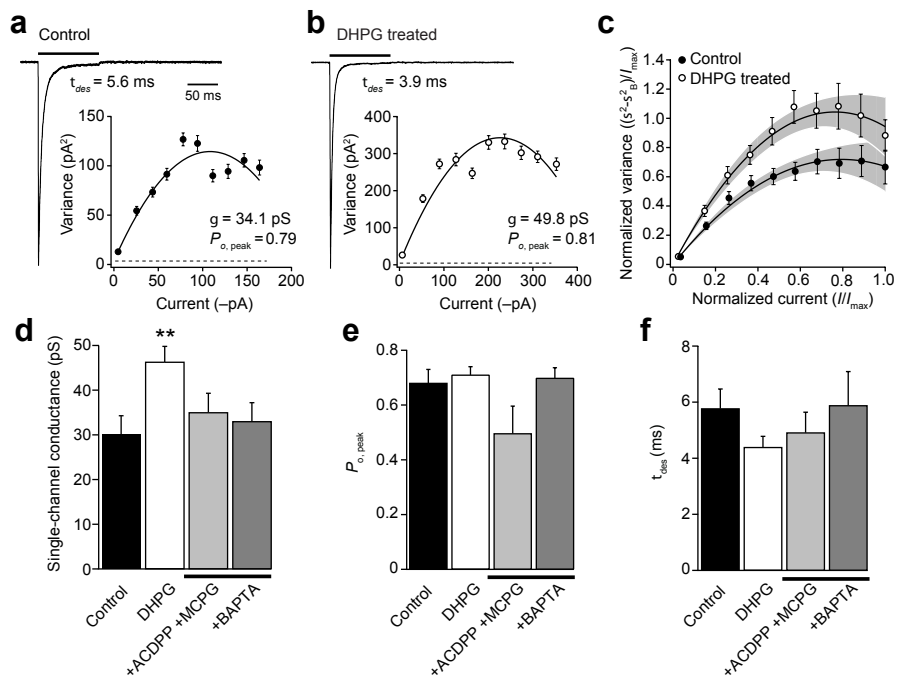 a
Control
t_des = 5.6 ms
50 ms
Variance (pA²)
150
100
50
0
g = 34.1 pS
P_o, peak = 0.79
0 50 100 150 200
Current (–pA)
b
DHPG treated
t_des = 3.9 ms
Variance (pA²)
400
300
200
100
0
g = 49.8 pS
P_o, peak = 0.81
0 100 200 300
Current (–pA)
c
Control
DHPG treated
Normalized variance ((s²-s²_B)/I_max)
1.4
1.2
1.0
0.8
0.6
0.4
0.2
0
0 0.2 0.4 0.6 0.8 1.0
Normalized current (I/I_max)
d
Single-channel conductance (pS)
50
40
30
20
10
0
**
Control
DHPG
+ACDPP +MCPG
+BAPTA
e
P_o, peak
0.8
0.6
0.4
0.2
0
Control
DHPG
+ACDPP +MCPG
+BAPTA
f
t_des (ms)
8
6
4
2
0
Control
DHPG
+ACDPP +MCPG
+BAPTA